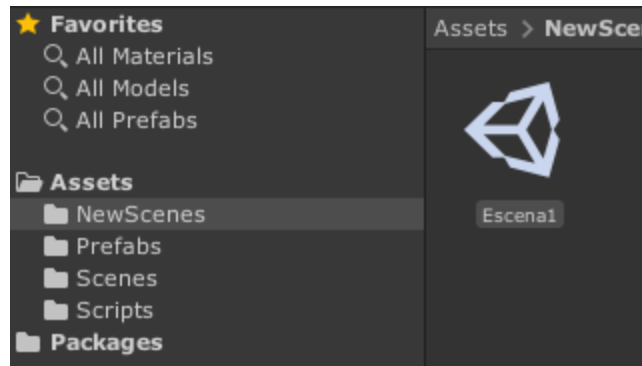 Favorites
All Materials
All Models
All Prefabs
Assets
NewScenes
Prefabs
Scenes
Scripts
Packages
Assets > NewSce
Escena1